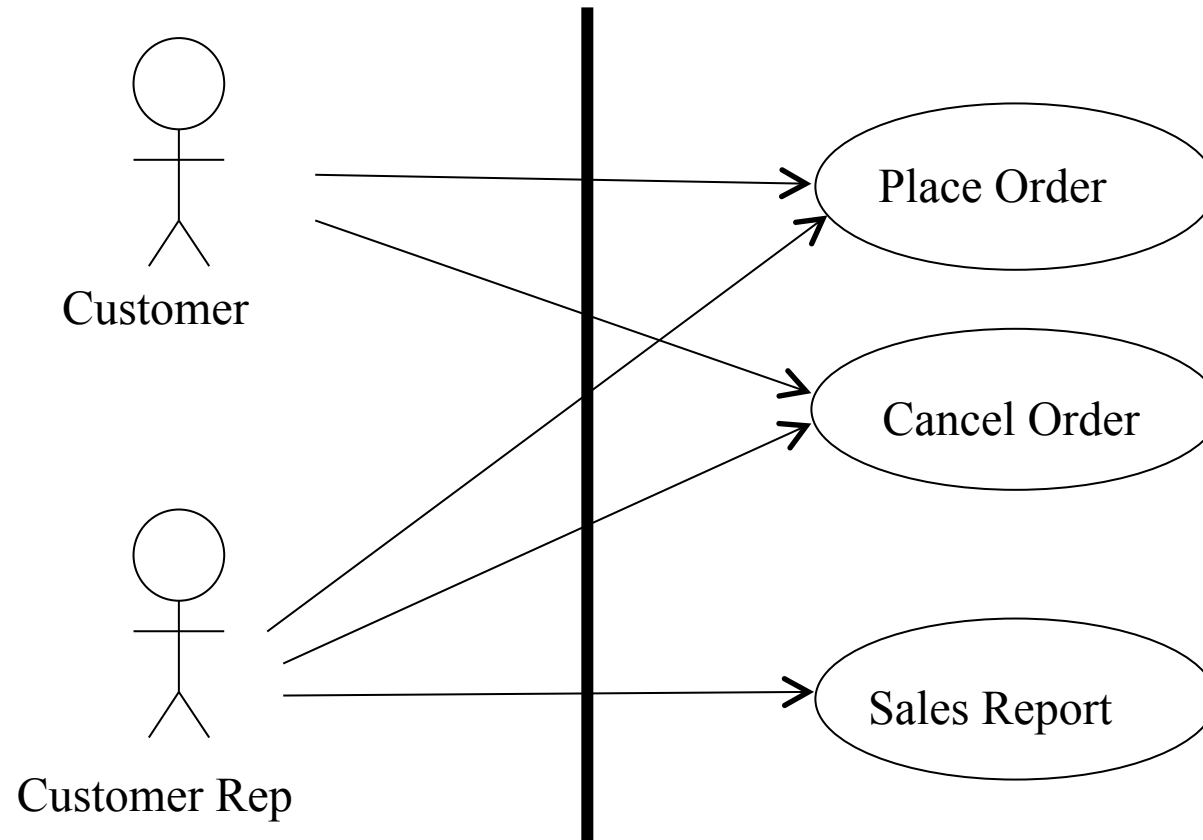 Place Order
Customer
Cancel Order
Sales Report
Customer Rep